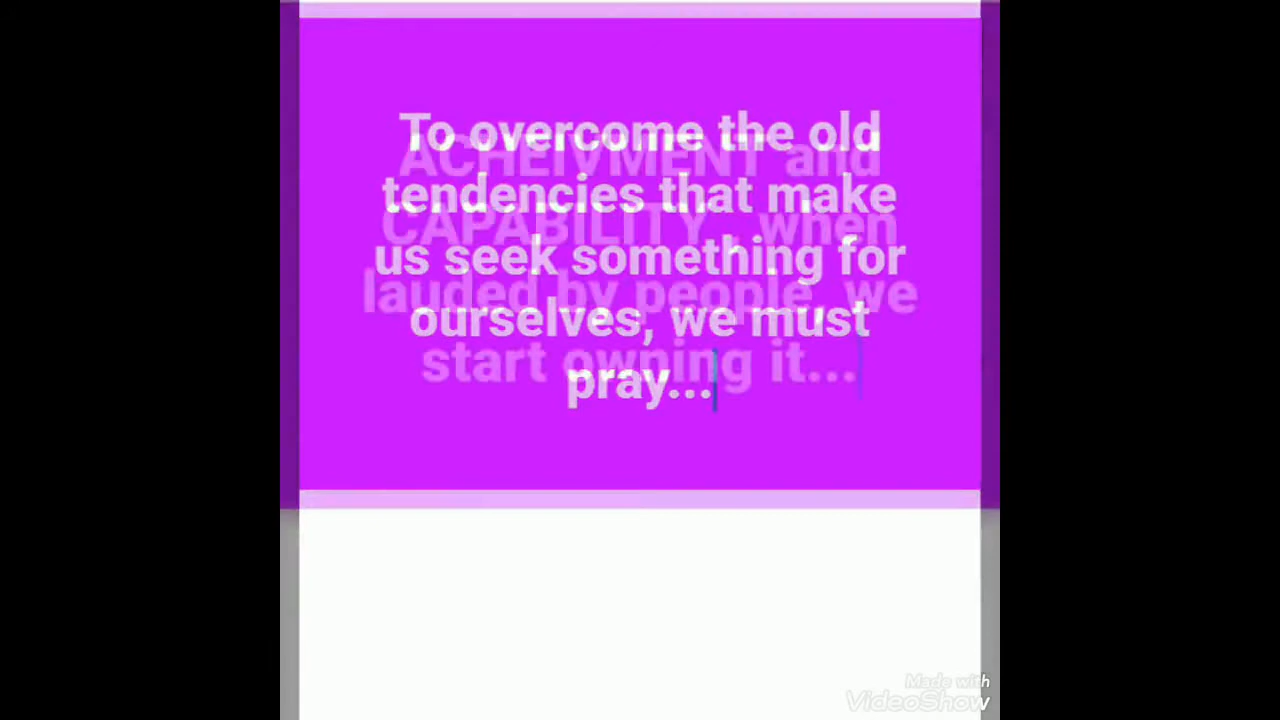 To overcome the old
tendencies that make
us seek something for
ourselves, we must
pray...
ACHEIVMENT and
CAPABILITY , when
lauded by people, we
start owning it...
Made with
VideoShow